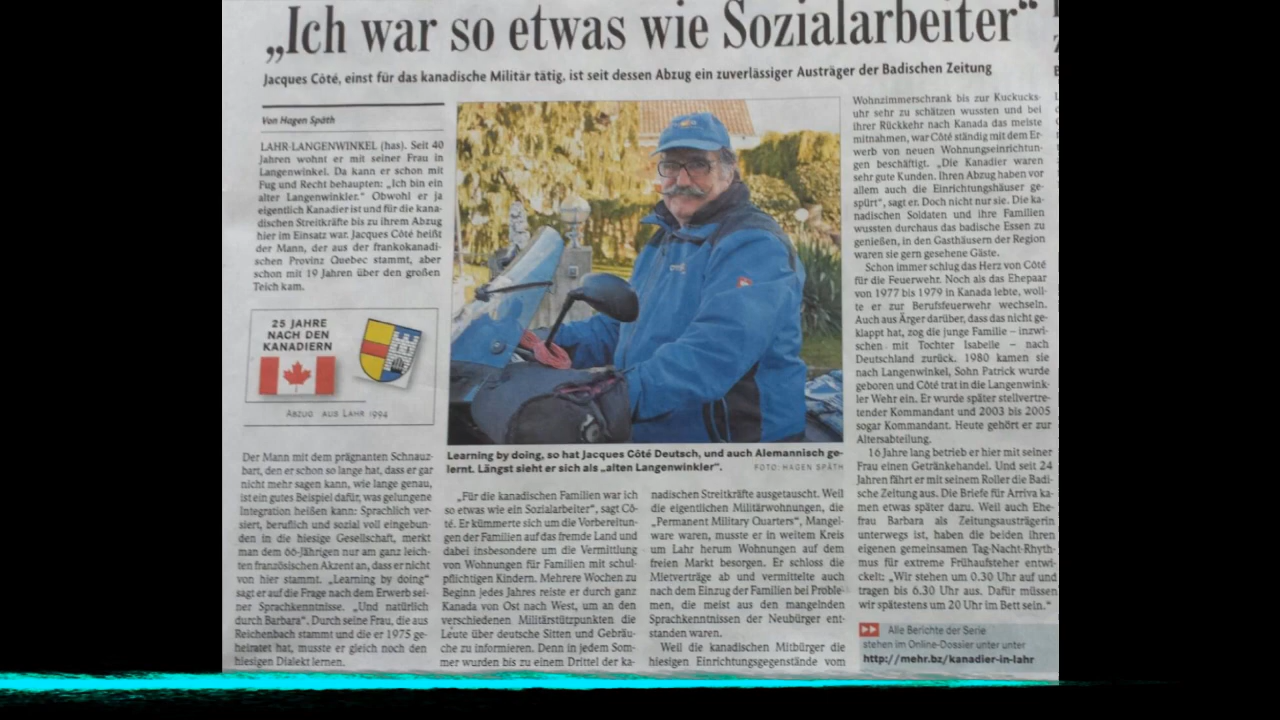 „Ich war so etwas wie Sozialarbeiter“
Jacques Côté, einst für das kanadische Militär tätig, ist seit dessen Abzug ein zuverlässiger Austräger der Badischen Zeitung
Von Hagen Späth
LAHR-LANGENWINKEL (has). Seit 40
Jahren wohnt er mit seiner Frau in
Langenwinkel. Da kann er schon mit
Fug und Recht behaupten: „Ich bin ein
alter Langenwinkler.“ Obwohl er ja
eigentlich Kanadier ist und für die kana-
dischen Streitkräfte bis zu ihrem Abzug
hier im Einsatz war. Jacques Côté heißt
der Mann, der aus der frankokanadi-
schen Provinz Quebec stammt, aber
schon mit 19 Jahren über den großen
Teich kam.
25 JAHRE
NACH DEN
KANADIERN
ABZUG AUS LAHR 1994
Der Mann mit dem prägnanten Schnauz-
bart, den er schon so lange hat, dass er gar
nicht mehr sagen kann, wie lange genau,
ist ein gutes Beispiel dafür, was gelungene
Integration heißen kann: Sprachlich ver-
siert, beruflich und sozial voll eingebun-
den in die hiesige Gesellschaft, merkt
man dem 66-Jährigen nur am ganz leich-
ten französischen Akzent an, dass er nicht
von hier stammt. „Learning by doing“
sagt er auf die Frage nach dem Erwerb sei-
ner Sprachkenntnisse. „Und natürlich
durch Barbara“. Durch seine Frau, die aus
Reichenbach stammt und die er 1975 ge-
heiratet hat, musste er gleich noch den
hiesigen Dialekt lernen.
Learning by doing, so hat Jacques Côté Deutsch, und auch Alemannisch ge-
lernt. Längst sieht er sich als „alten Langenwinkler“.
FOTO: HAGEN SPÄTH
„Für die kanadischen Familien war ich
so etwas wie ein Sozialarbeiter“, sagt Cô-
té. Er kümmerte sich um die Vorbereitun-
gen der Familien auf das fremde Land und
dabei insbesondere um die Vermittlung
von Wohnungen für Familien mit schul-
pflichtigen Kindern. Mehrere Wochen zu
Beginn jedes Jahres reiste er durch ganz
Kanada von Ost nach West, um an den
verschiedenen Militärstützpunkten die
Leute über deutsche Sitten und Gebräu-
che zu informieren. Denn in jedem Som-
mer wurden bis zu einem Drittel der ka-
nadischen Streitkräfte ausgetauscht. Weil
die eigentlichen Militärwohnungen, die
„Permanent Military Quarters“, Mangel-
ware waren, musste er in weitem Kreis
um Lahr herum Wohnungen auf dem
freien Markt besorgen. Er schloss die
Mietverträge ab und vermittelte auch
nach dem Einzug der Familien bei Proble-
men, die meist aus den mangelnden
Sprachkenntnissen der Neubürger ent-
standen waren.
Weil die kanadischen Mitbürger die
hiesigen Einrichtungsgegenstände vom
Wohnzimmerschrank bis zur Kuckucks-
uhr sehr zu schätzen wussten und bei
ihrer Rückkehr nach Kanada das meiste
mitnahmen, war Côté ständig mit dem Er-
werb von neuen Wohnungseinrichtun-
gen beschäftigt. „Die Kanadier waren
sehr gute Kunden. Ihren Abzug haben vor
allem auch die Einrichtungshäuser ge-
spürt“, sagt er. Doch nicht nur sie. Die ka-
nadischen Soldaten und ihre Familien
wussten durchaus das badische Essen zu
genießen, in den Gasthäusern der Region
waren sie gern gesehene Gäste.
Schon immer schlug das Herz von Côté
für die Feuerwehr. Noch als das Ehepaar
von 1977 bis 1979 in Kanada lebte, woll-
te er zur Berufsfeuerwehr wechseln.
Auch aus Ärger darüber, dass das nicht ge-
klappt hat, zog die junge Familie – inzwi-
schen mit Tochter Isabelle – nach
Deutschland zurück. 1980 kamen sie
nach Langenwinkel, Sohn Patrick wurde
geboren und Côté trat in die Langenwink-
ler Wehr ein. Er wurde später stellvertre-
tender Kommandant und 2003 bis 2005
sogar Kommandant. Heute gehört er zur
Altersabteilung.
16 Jahre lang betrieb er hier mit seiner
Frau einen Getränkehandel. Und seit 24
Jahren fährt er mit seinem Roller die Badi-
sche Zeitung aus. Die Briefe für Arriva ka-
men etwas später dazu. Weil auch Ehe-
frau Barbara als Zeitungsausträgerin
unterwegs ist, haben die beiden ihren
eigenen gemeinsamen Tag-Nacht-Rhyth-
mus für extreme Frühaufsteher entwi-
ckelt: „Wir stehen um 0.30 Uhr auf und
tragen bis 6.30 Uhr aus. Dafür müssen
wir spätestens um 20 Uhr im Bett sein.“
Alle Berichte der Serie
stehen im Online-Dossier unter unter
http://mehr.bz/kanadier-in-lahr